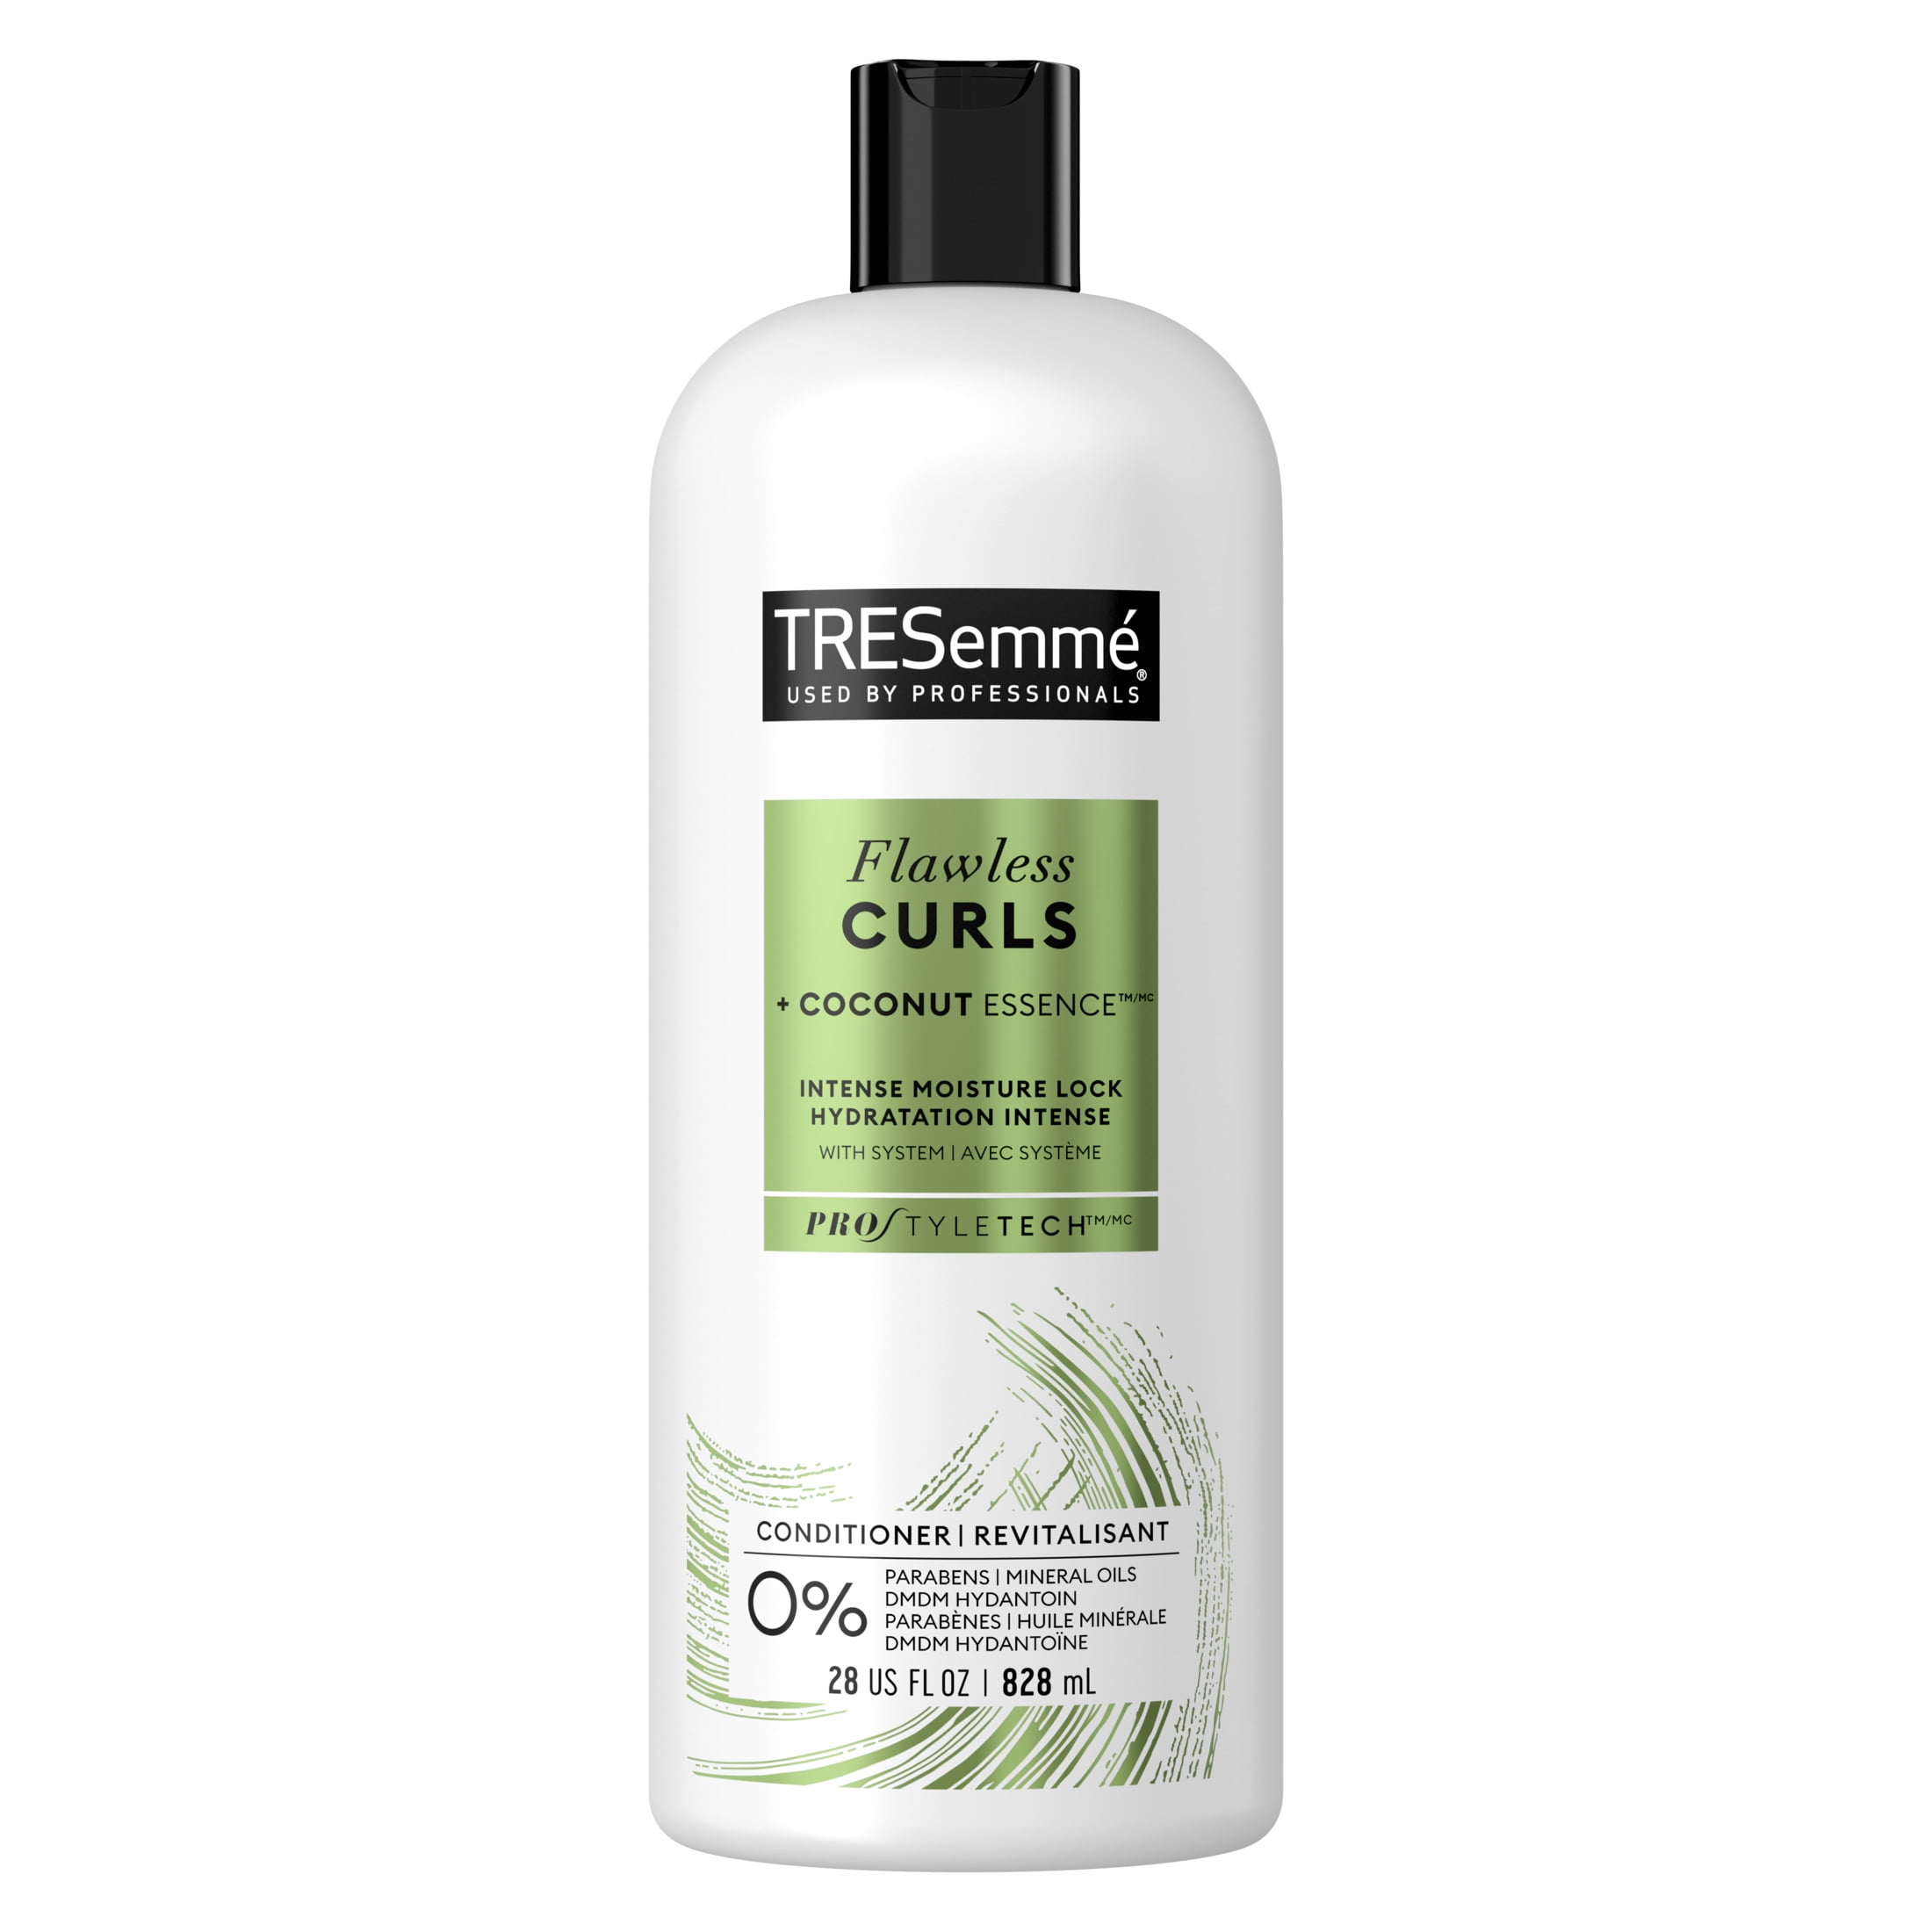 TRESemmé®
USED BY PROFESSIONALS
Flawless
CURLS
+ COCONUT ESSENCE™/MC
INTENSE MOISTURE LOCK
HYDRATATION INTENSE
WITH SYSTEM | AVEC SYSTÈME
PROSTYLETECH™/MC
CONDITIONER | REVITALISANT
0%
PARABENS | MINERAL OILS
DMDM HYDANTOIN
PARABÈNES | HUILE MINÉRALE
DMDM HYDANTOÏNE
28 US FL OZ | 828 mL